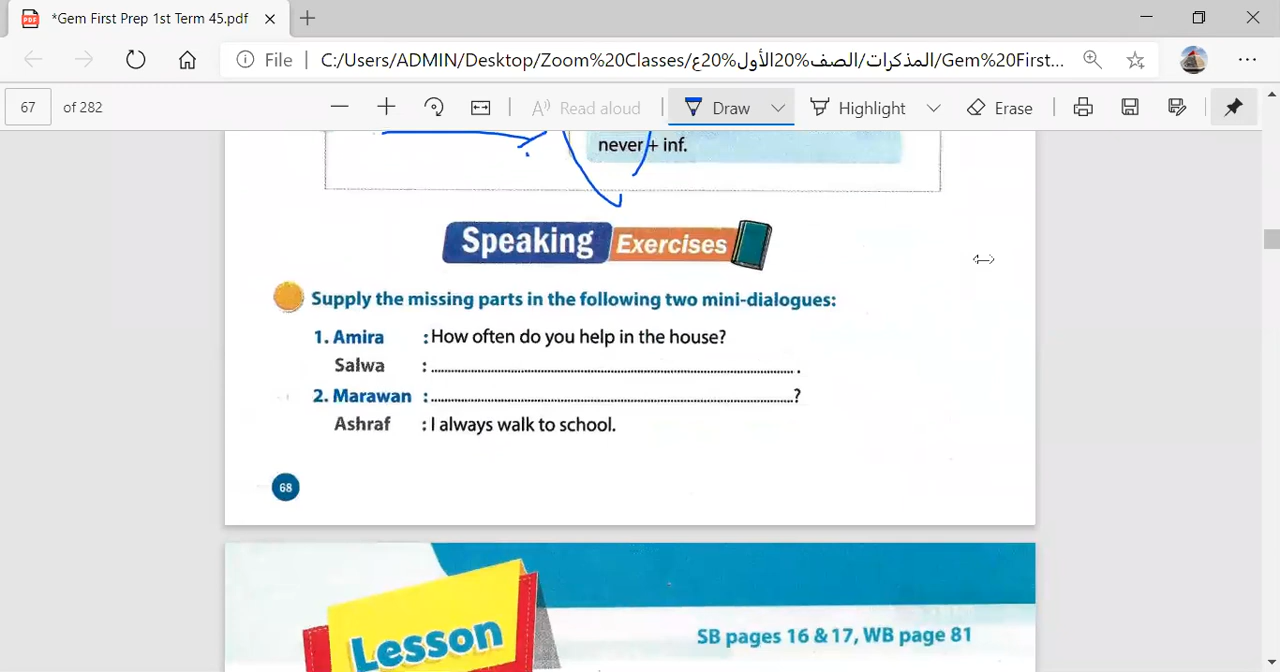 *Gem First Prep 1st Term 45.pdf
File | C:/Users/ADMIN/Desktop/Zoom%20Classes/المذكرات/الصف%20الأول%20ع/Gem%20First...
67 of 282
Read aloud
Draw
Highlight
Erase
never + inf.
Speaking Exercises
Supply the missing parts in the following two mini-dialogues:
1. Amira : How often do you help in the house?
Salwa : .......................................................................................... .
2. Marawan : ..........................................................................................?
Ashraf : I always walk to school.
68
Lesson
SB pages 16 & 17, WB page 81